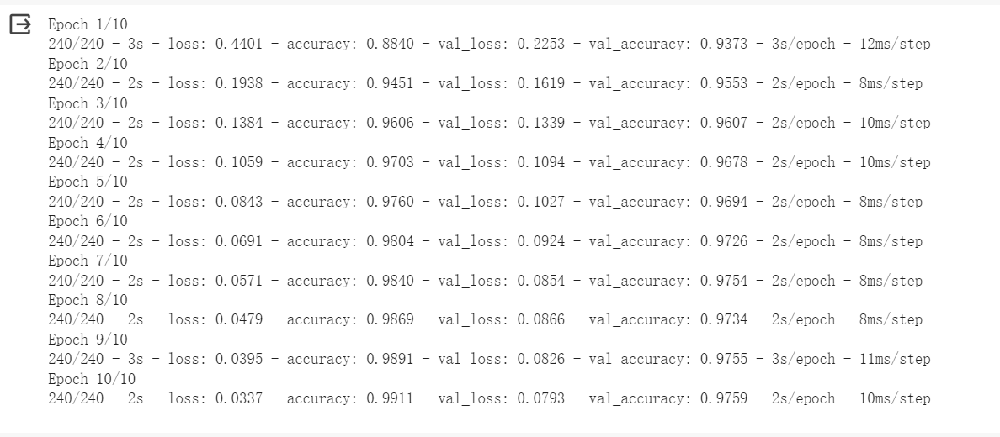 Epoch 1/10
240/240 - 3s - loss: 0.4401 - accuracy: 0.8840 - val_loss: 0.2253 - val_accuracy: 0.9373 - 3s/epoch - 12ms/step
Epoch 2/10
240/240 - 2s - loss: 0.1938 - accuracy: 0.9451 - val_loss: 0.1619 - val_accuracy: 0.9553 - 2s/epoch - 8ms/step
Epoch 3/10
240/240 - 2s - loss: 0.1384 - accuracy: 0.9606 - val_loss: 0.1339 - val_accuracy: 0.9607 - 2s/epoch - 10ms/step
Epoch 4/10
240/240 - 2s - loss: 0.1059 - accuracy: 0.9703 - val_loss: 0.1094 - val_accuracy: 0.9678 - 2s/epoch - 10ms/step
Epoch 5/10
240/240 - 2s - loss: 0.0843 - accuracy: 0.9760 - val_loss: 0.1027 - val_accuracy: 0.9694 - 2s/epoch - 8ms/step
Epoch 6/10
240/240 - 2s - loss: 0.0691 - accuracy: 0.9804 - val_loss: 0.0924 - val_accuracy: 0.9726 - 2s/epoch - 8ms/step
Epoch 7/10
240/240 - 2s - loss: 0.0571 - accuracy: 0.9840 - val_loss: 0.0854 - val_accuracy: 0.9754 - 2s/epoch - 8ms/step
Epoch 8/10
240/240 - 2s - loss: 0.0479 - accuracy: 0.9869 - val_loss: 0.0866 - val_accuracy: 0.9734 - 2s/epoch - 8ms/step
Epoch 9/10
240/240 - 3s - loss: 0.0395 - accuracy: 0.9891 - val_loss: 0.0826 - val_accuracy: 0.9755 - 3s/epoch - 11ms/step
Epoch 10/10
240/240 - 2s - loss: 0.0337 - accuracy: 0.9911 - val_loss: 0.0793 - val_accuracy: 0.9759 - 2s/epoch - 10ms/step